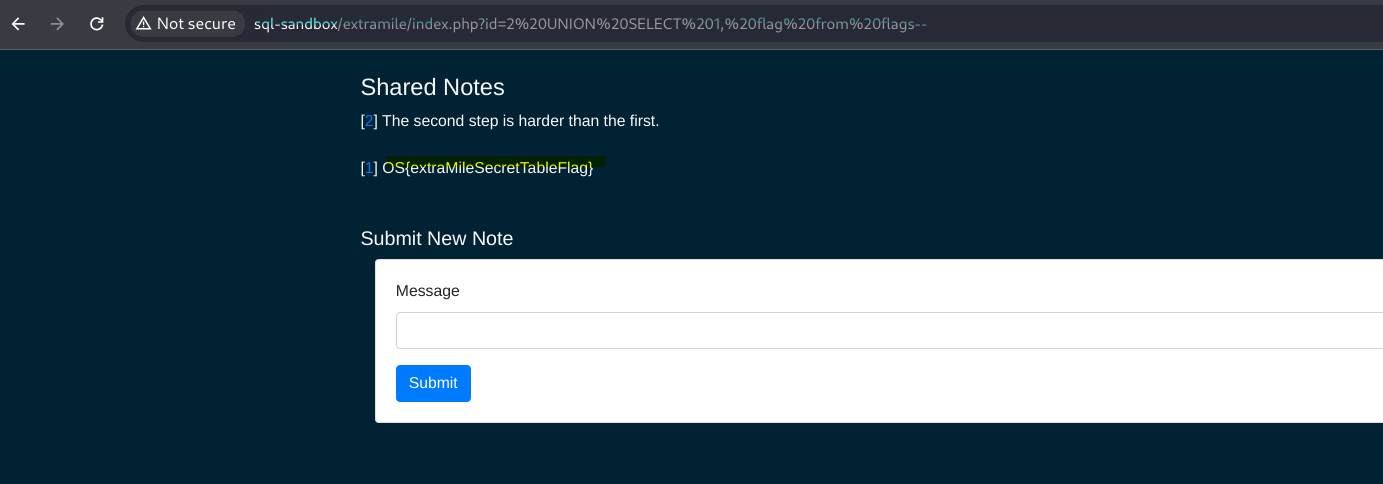 Not secure sql-sandbox/extramile/index.php?id=2%20UNION%20SELECT%201,%20flag%20from%20flags--
Shared Notes
[2] The second step is harder than the first.
[1] OS{extraMileSecretTableFlag}
Submit New Note
Message
Submit